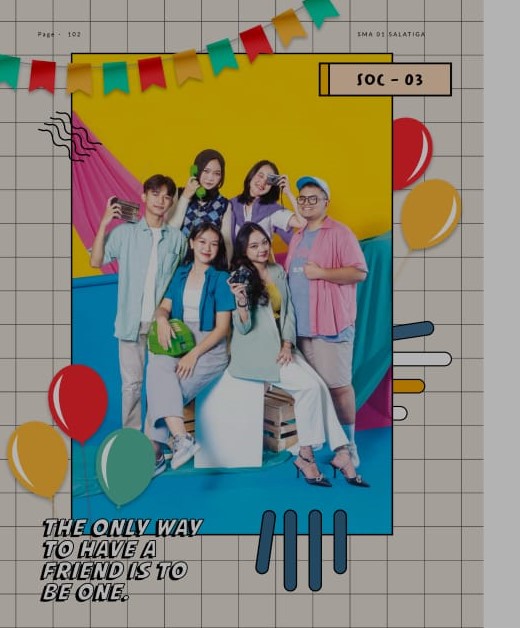 Page - 102
SMA 01 SALATIGA
SOC - 03
THE ONLY WAY
TO HAVE A
FRIEND IS TO
BE ONE.